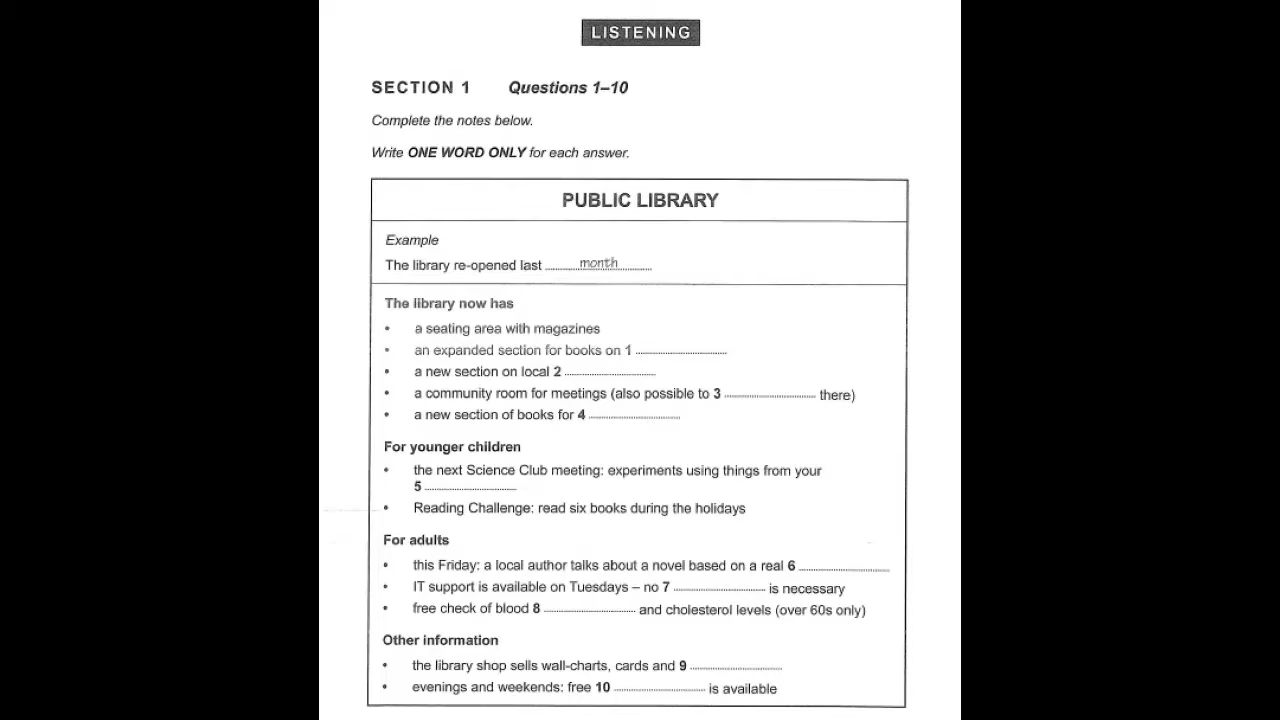 LISTENING
SECTION 1 Questions 1–10
Complete the notes below.
Write ONE WORD ONLY for each answer.
PUBLIC LIBRARY
Example
The library re-opened last ........month........
The library now has
• a seating area with magazines
• an expanded section for books on 1 ........................
• a new section on local 2 ........................
• a community room for meetings (also possible to 3 ........................ there)
• a new section of books for 4 ........................
For younger children
• the next Science Club meeting: experiments using things from your
5 ........................
• Reading Challenge: read six books during the holidays
For adults
• this Friday: a local author talks about a novel based on a real 6 ........................
• IT support is available on Tuesdays – no 7 ........................ is necessary
• free check of blood 8 ........................ and cholesterol levels (over 60s only)
Other information
• the library shop sells wall-charts, cards and 9 ........................
• evenings and weekends: free 10 ........................ is available